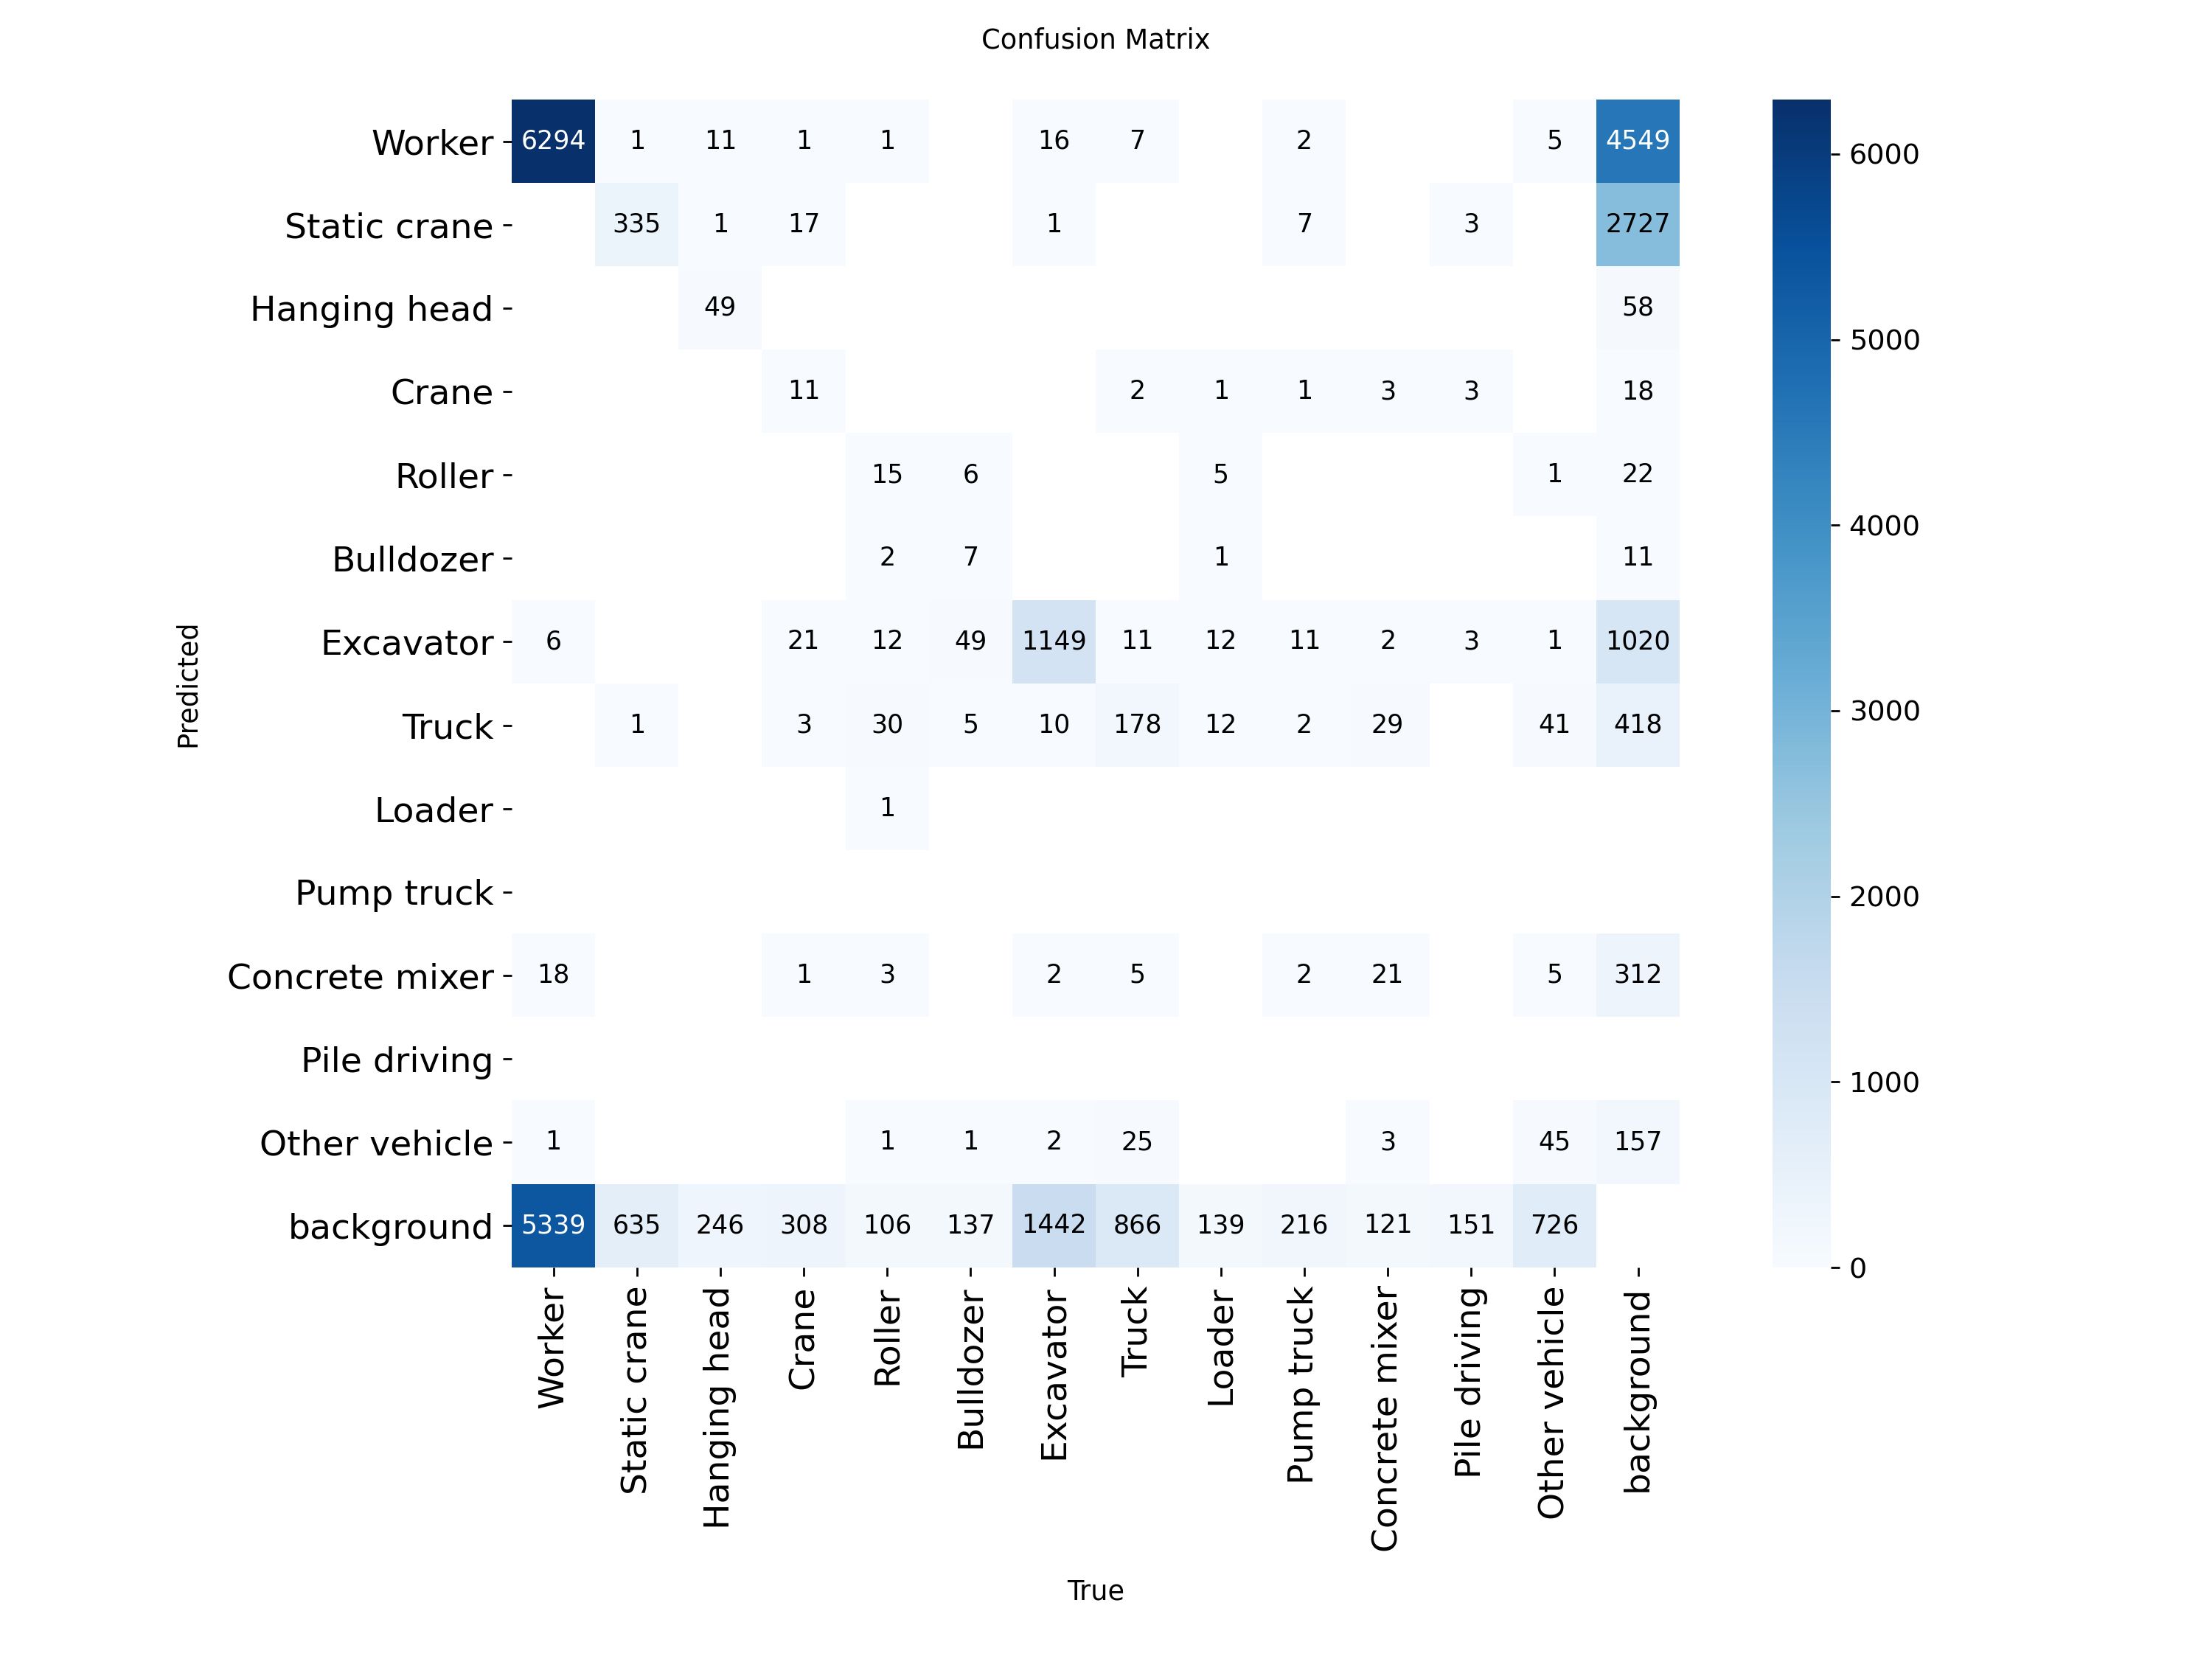 Confusion Matrix
Worker 6294 1 11 1 1 16 7 2 5 4549
Static crane 335 1 17 1 7 3 2727
Hanging head 49 58
Crane 11 2 1 1 3 3 18
Roller 15 6 5 1 22
Bulldozer 2 7 1 11
Excavator 6 21 12 49 1149 11 12 11 2 3 1 1020
Truck 1 3 30 5 10 178 12 2 29 41 418
Loader 1
Pump truck
Concrete mixer 18 1 3 2 5 2 21 5 312
Pile driving
Other vehicle 1 1 1 2 25 3 45 157
background 5339 635 246 308 106 137 1442 866 139 216 121 151 726
Predicted
Worker
Static crane
Hanging head
Crane
Roller
Bulldozer
Excavator
Truck
Loader
Pump truck
Concrete mixer
Pile driving
Other vehicle
background
True
6000
5000
4000
3000
2000
1000
0